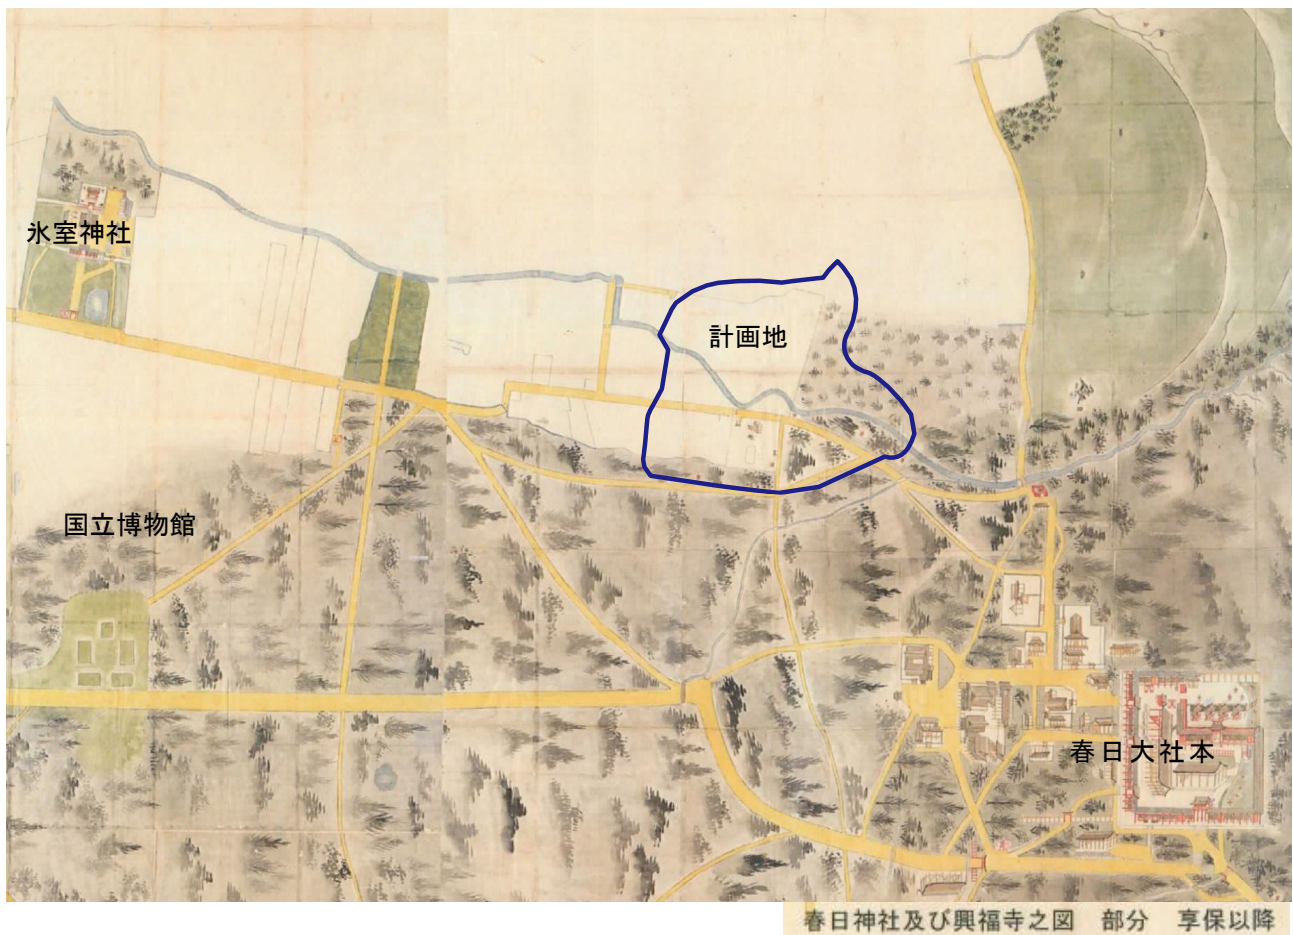 氷室神社
計画地
国立博物館
春日大社本
春日神社及び興福寺之図 部分 享保以降